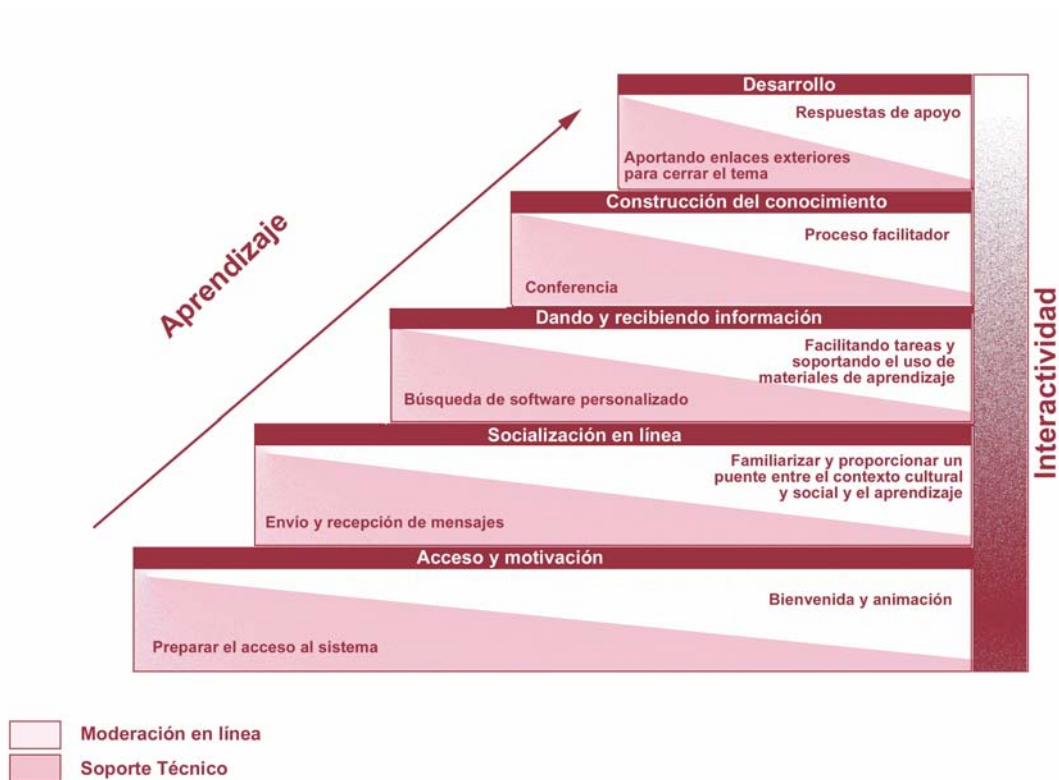 Desarrollo
Respuestas de apoyo
Aportando enlaces exteriores
para cerrar el tema
Construcción del conocimiento
Proceso facilitador
Conferencia
Dando y recibiendo información
Facilitando tareas y
soportando el uso de
materiales de aprendizaje
Búsqueda de software personalizado
Socialización en línea
Familiarizar y proporcionar un
puente entre el contexto cultural
y social y el aprendizaje
Envío y recepción de mensajes
Acceso y motivación
Bienvenida y animación
Preparar el acceso al sistema
Aprendizaje
Interactividad
Moderación en línea
Soporte Técnico